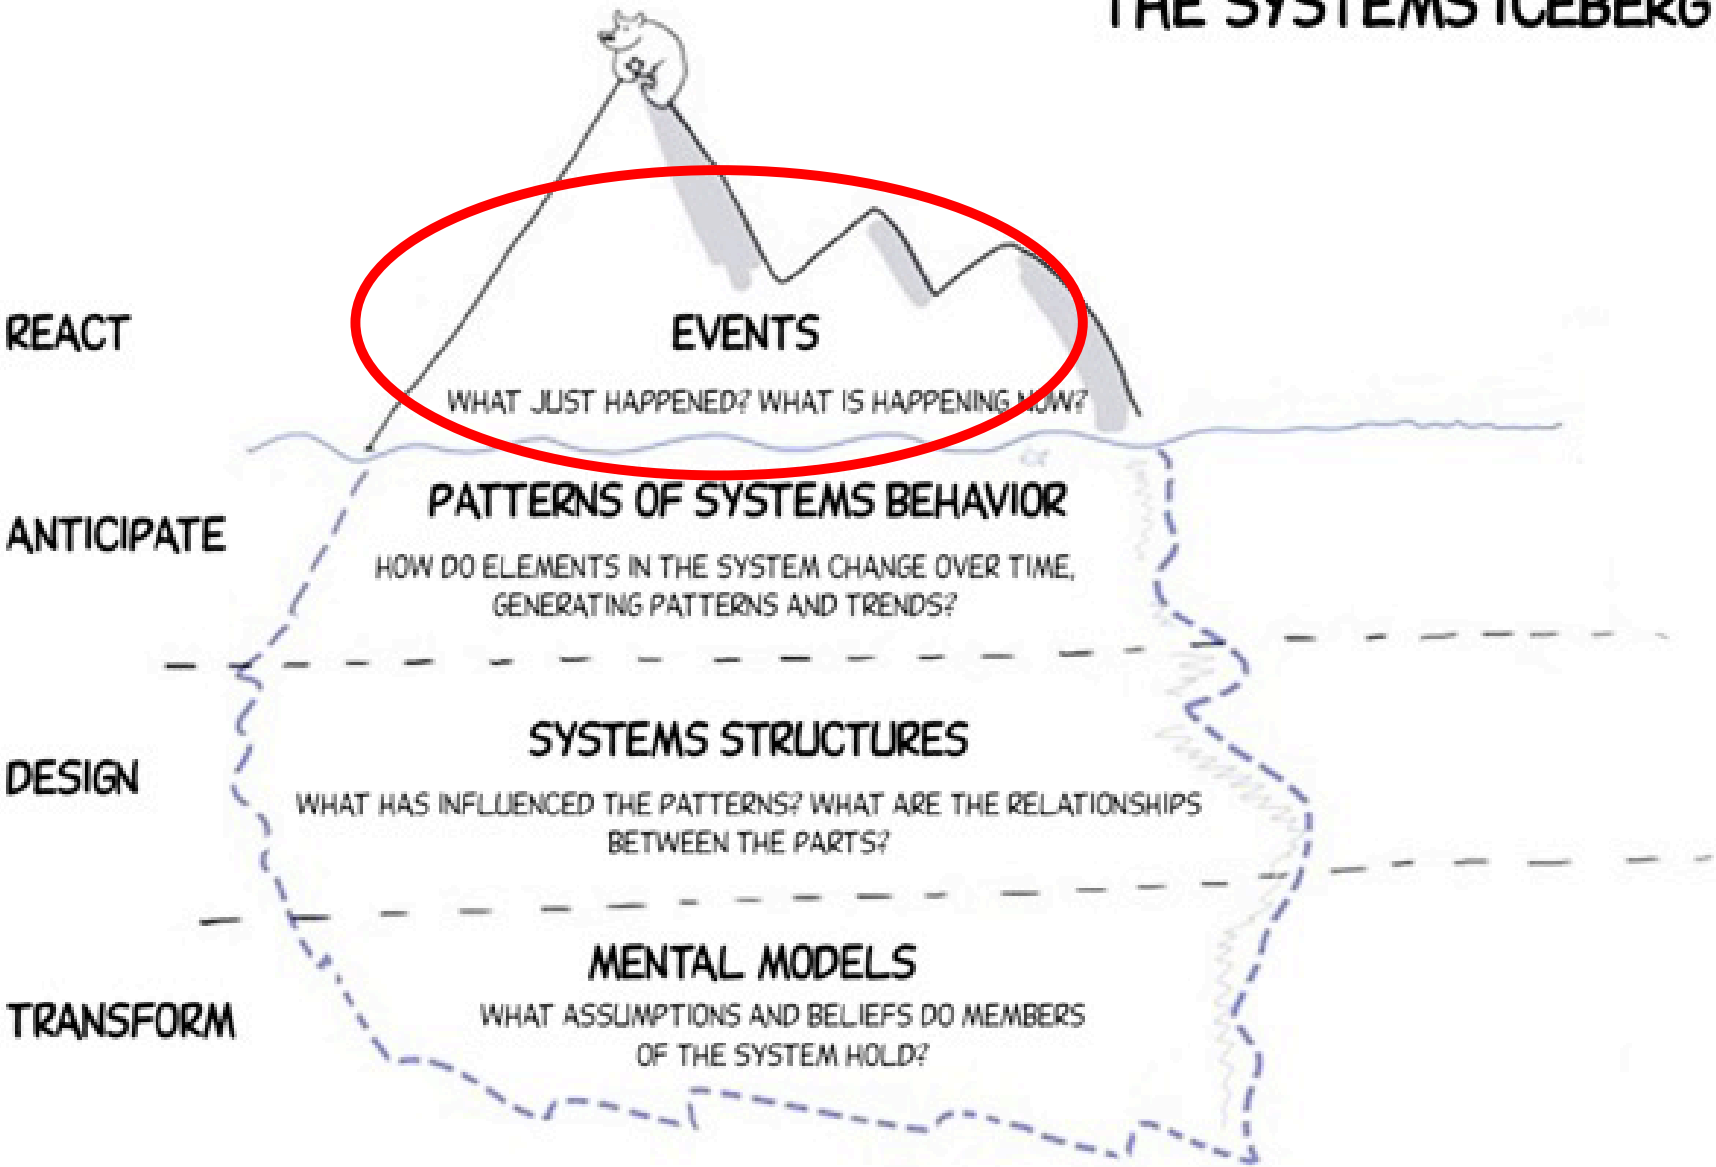 THE SYSTEMS ICEBERG
REACT
EVENTS
WHAT JUST HAPPENED? WHAT IS HAPPENING NOW?
ANTICIPATE
PATTERNS OF SYSTEMS BEHAVIOR
HOW DO ELEMENTS IN THE SYSTEM CHANGE OVER TIME,
GENERATING PATTERNS AND TRENDS?
DESIGN
SYSTEMS STRUCTURES
WHAT HAS INFLUENCED THE PATTERNS? WHAT ARE THE RELATIONSHIPS
BETWEEN THE PARTS?
TRANSFORM
MENTAL MODELS
WHAT ASSUMPTIONS AND BELIEFS DO MEMBERS
OF THE SYSTEM HOLD?